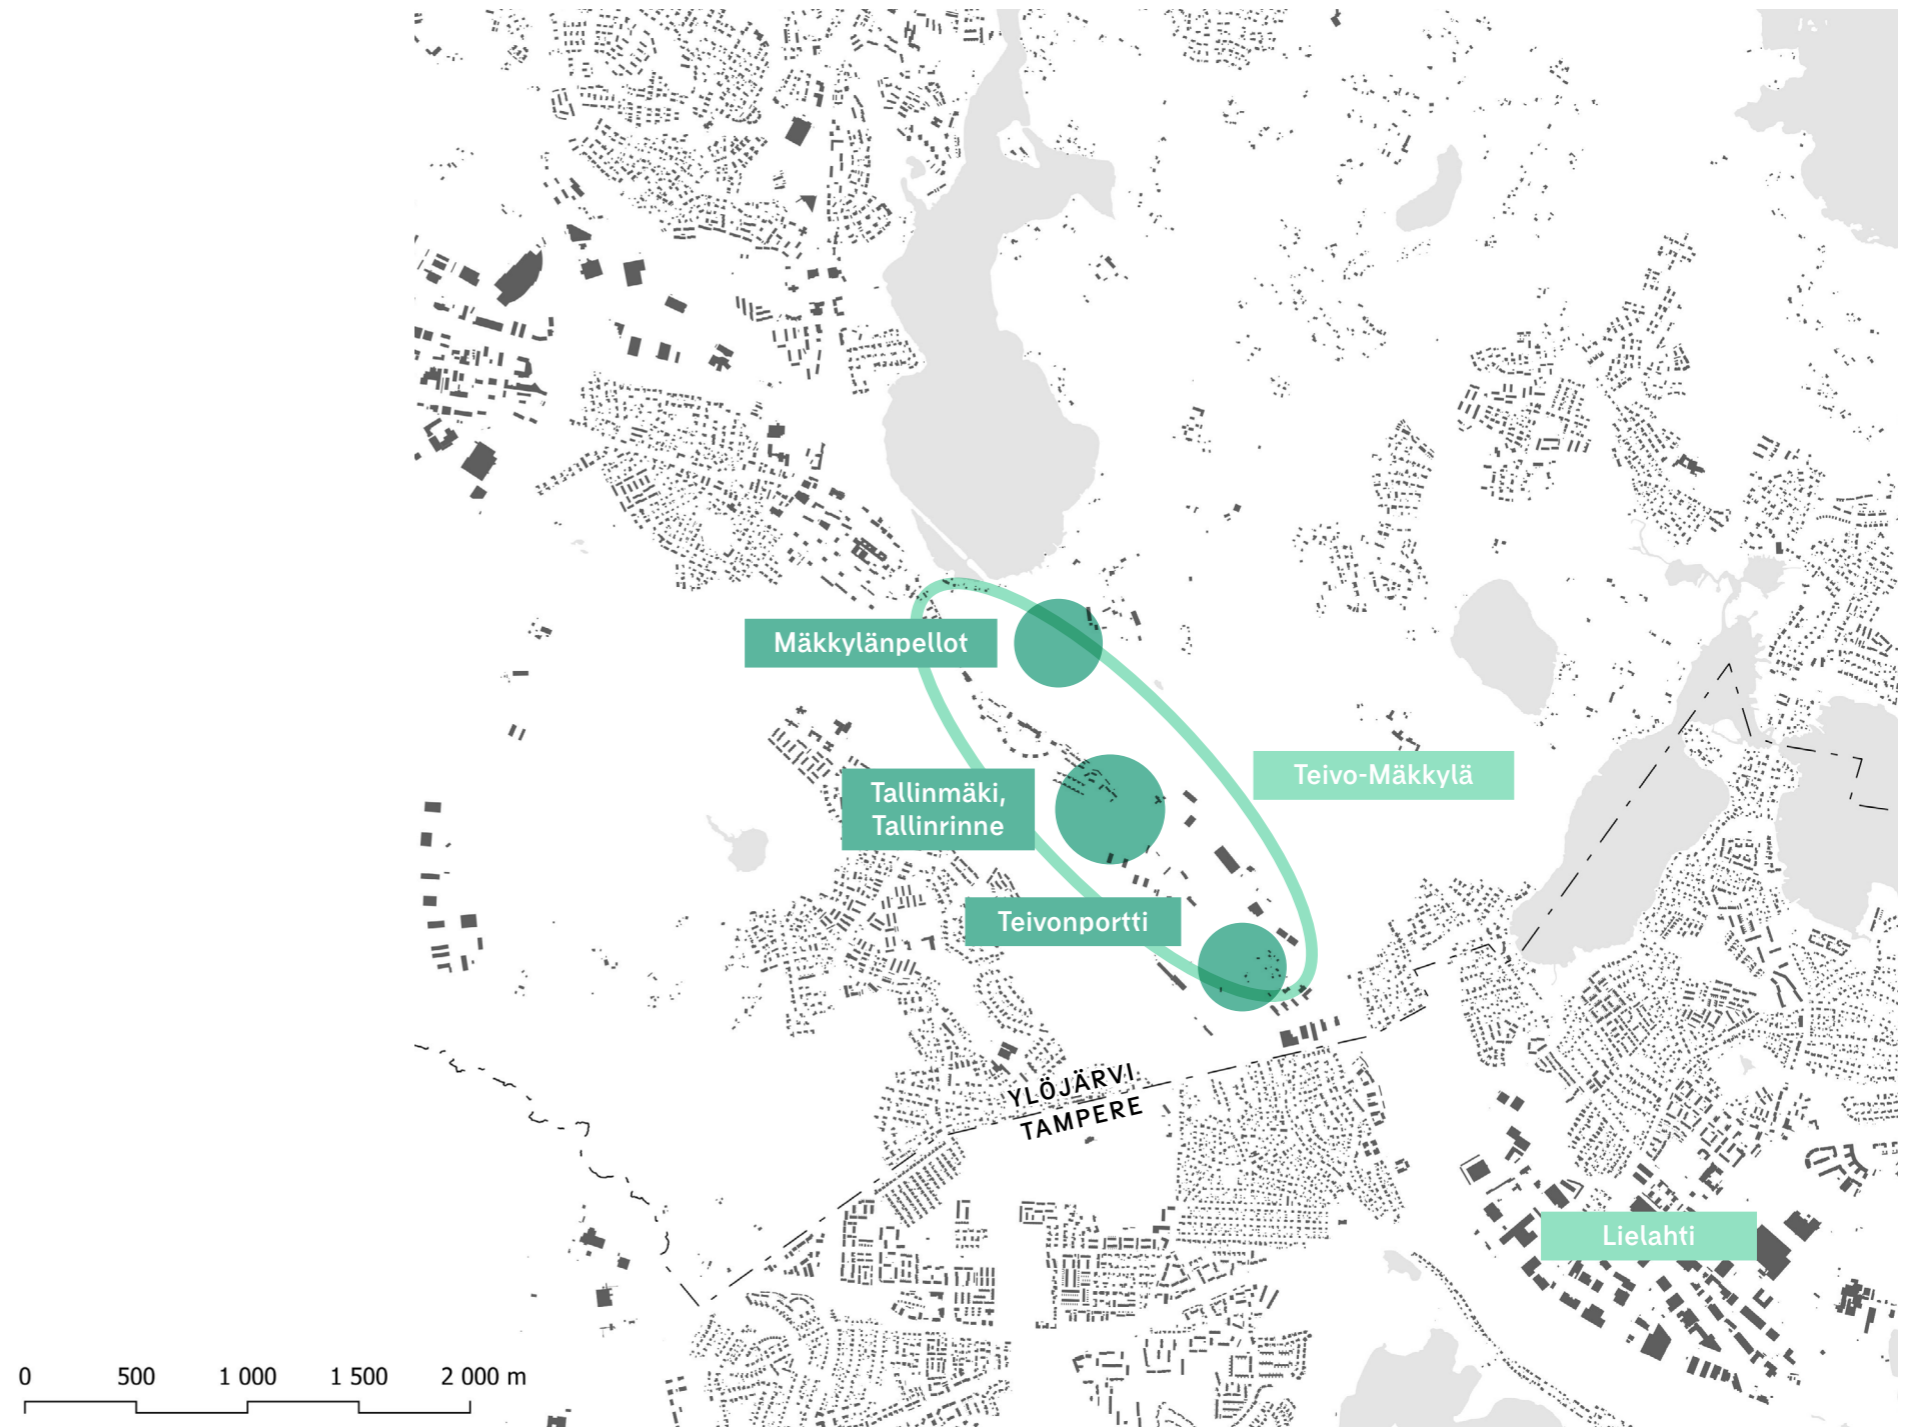 Mäkkylänpellot
Teivo-Mäkkylä
Tallinmäki,
Tallinrinne
Teivonportti
YLÖJÄRVI
TAMPERE
Lielahti
0 500 1 000 1 500 2 000 m